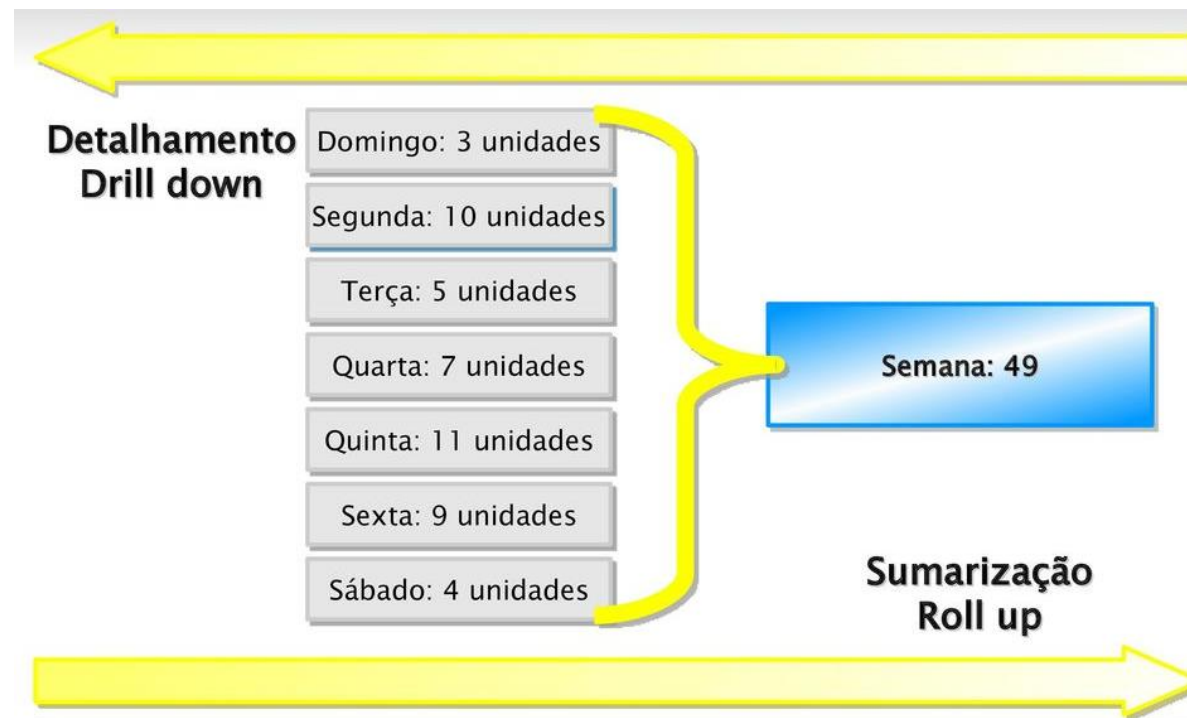 Detalhamento
Drill down
Domingo: 3 unidades
Segunda: 10 unidades
Terça: 5 unidades
Quarta: 7 unidades
Quinta: 11 unidades
Sexta: 9 unidades
Sábado: 4 unidades
Semana: 49
Sumarização
Roll up